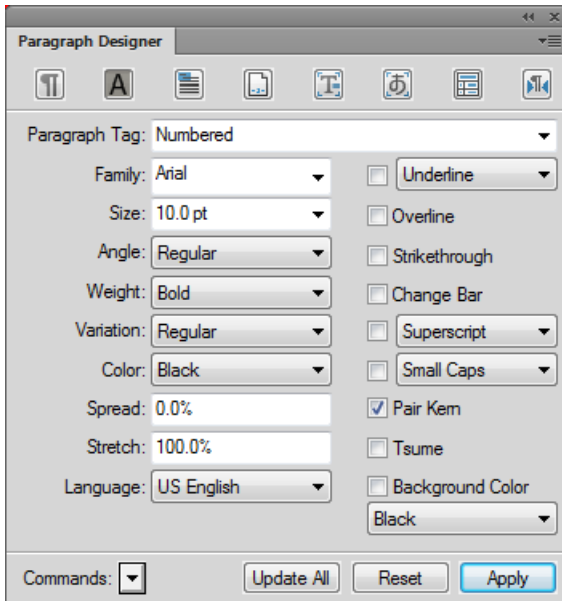 Paragraph Designer
A
T
あ
Paragraph Tag: Numbered
Family: Arial Underline
Size: 10.0 pt Overline
Angle: Regular Strikethrough
Weight: Bold Change Bar
Variation: Regular Superscript
Color: Black Small Caps
Spread: 0.0% Pair Kern
Stretch: 100.0% Tsume
Language: US English Background Color
Black
Commands: Update All Reset Apply